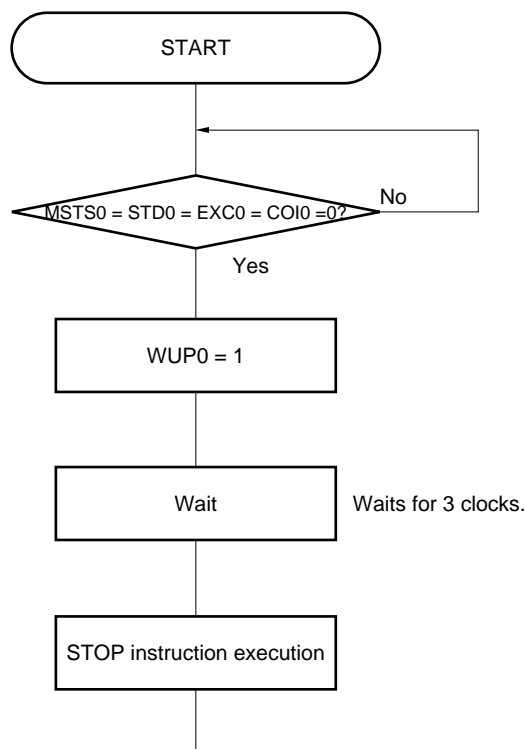 START
MSTS0 = STD0 = EXC0 = COI0 =0?
No
Yes
WUP0 = 1
Wait
Waits for 3 clocks.
STOP instruction execution